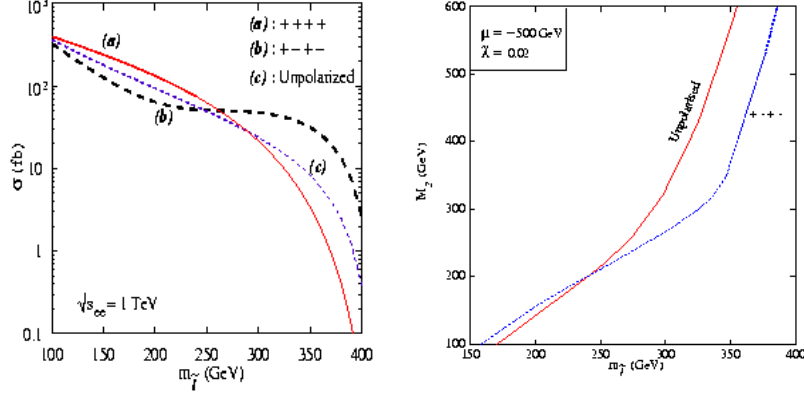 10³
10²
10
1
0.1
σ (fb)
(a)
(b)
(c)
(a) : + + + +
(b) : + − + −
(c) : Unpolarized
√s_ee = 1 TeV
100 150 200 250 300 350 400
m_l̃ (GeV)
600
500
400
300
200
100
M_2 (GeV)
μ = −500 GeV
λ = 0.02
Unpolarised
+ − + −
200 250 300 350 400
m_l̃ (GeV)